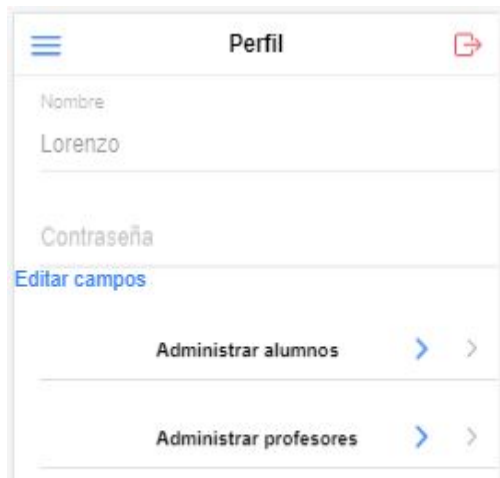 Perfil
Nombre
Lorenzo
Contraseña
Editar campos
Administrar alumnos
Administrar profesores